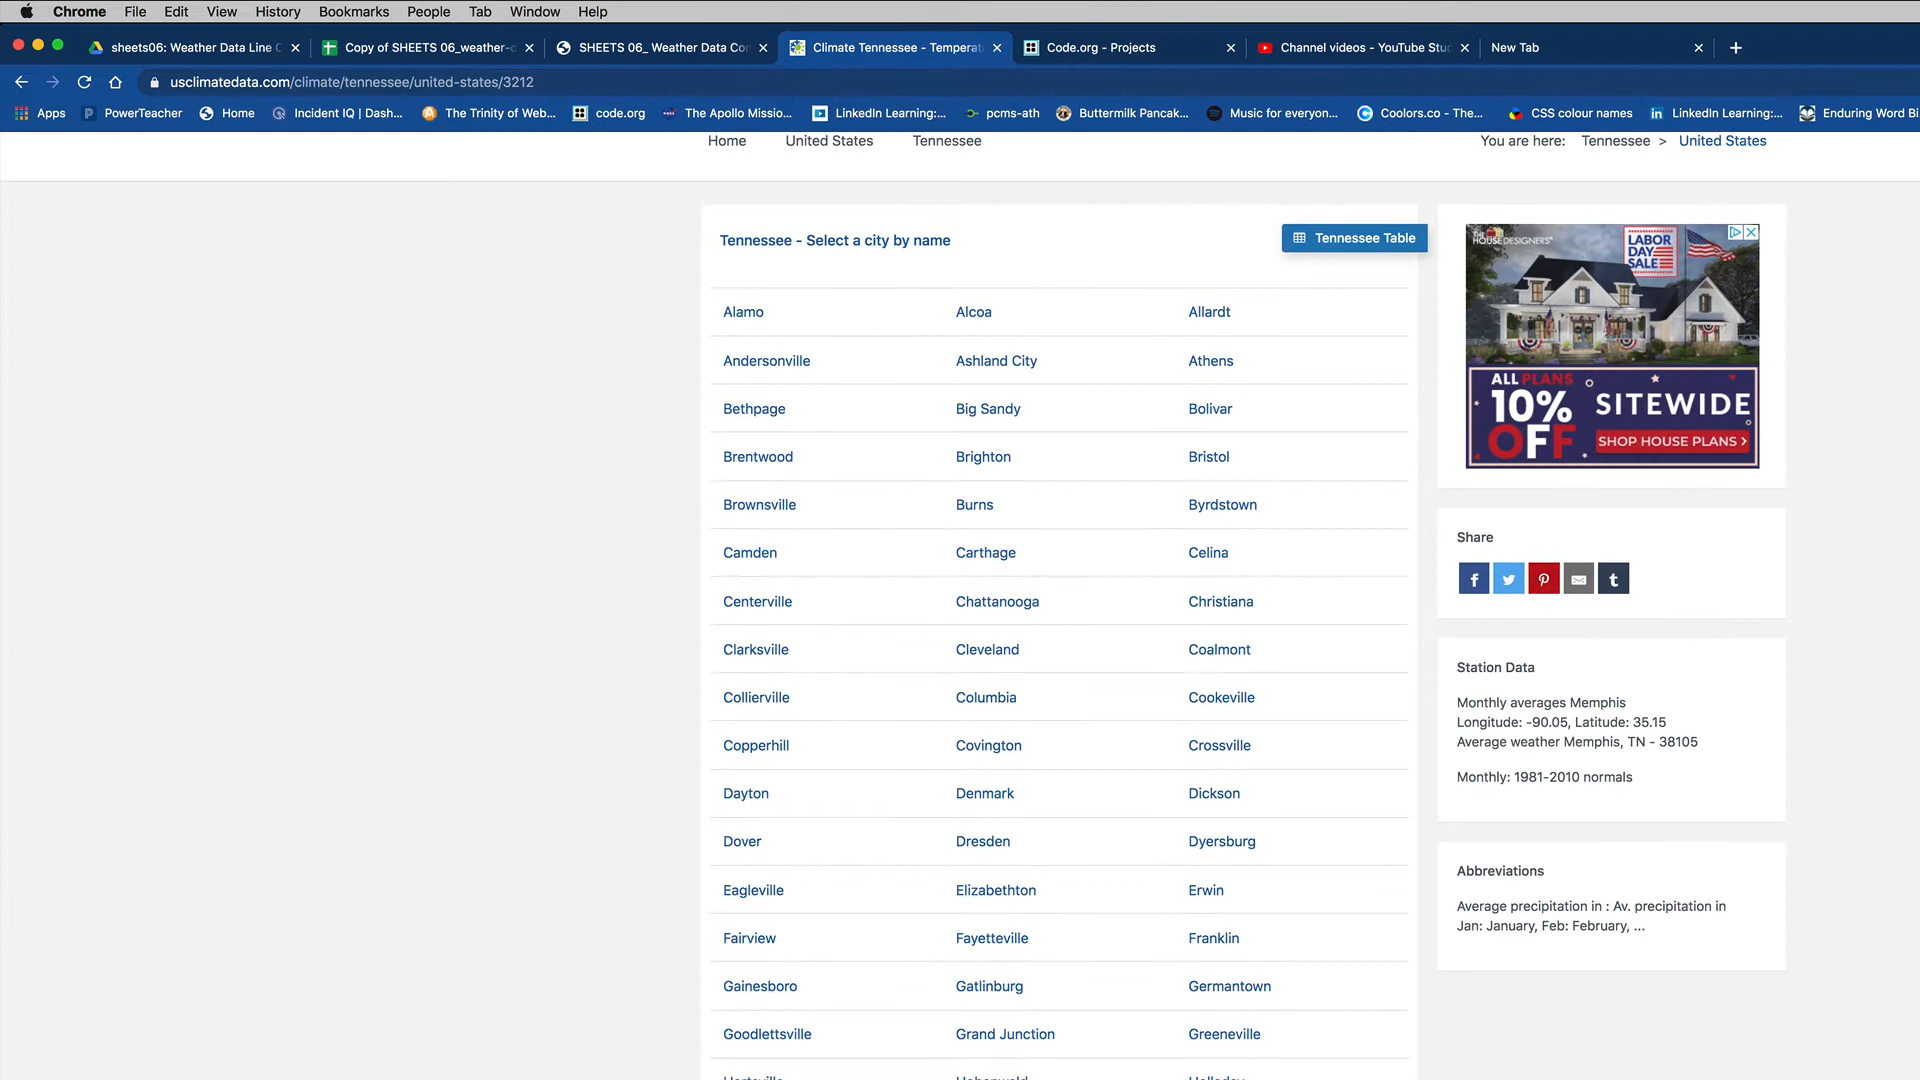 Chrome File Edit View History Bookmarks People Tab Window Help
sheets06: Weather Data Line C
Copy of SHEETS 06_weather-c
SHEETS 06_ Weather Data Cor
Climate Tennessee - Temperat
Code.org - Projects
Channel videos - YouTube Stud
New Tab
usclimatedata.com/climate/tennessee/united-states/3212
Apps PowerTeacher Home Incident IQ | Dash... The Trinity of Web... code.org The Apollo Missio... LinkedIn Learning:... pcms-ath Buttermilk Pancak... Music for everyon... Coolors.co - The... CSS colour names LinkedIn Learning:... Enduring Word Bi
Home United States Tennessee
You are here: Tennessee > United States
Tennessee - Select a city by name
Tennessee Table
Alamo Alcoa Allardt
Andersonville Ashland City Athens
Bethpage Big Sandy Bolivar
Brentwood Brighton Bristol
Brownsville Burns Byrdstown
Camden Carthage Celina
Centerville Chattanooga Christiana
Clarksville Cleveland Coalmont
Collierville Columbia Cookeville
Copperhill Covington Crossville
Dayton Denmark Dickson
Dover Dresden Dyersburg
Eagleville Elizabethton Erwin
Fairview Fayetteville Franklin
Gainesboro Gatlinburg Germantown
Goodlettsville Grand Junction Greeneville
THE HOUSE DESIGNERS
LABOR
DAY
SALE
ALL PLANS
10%
OFF
SITEWIDE
SHOP HOUSE PLANS >
Share
f t
Station Data
Monthly averages Memphis
Longitude: -90.05, Latitude: 35.15
Average weather Memphis, TN - 38105
Monthly: 1981-2010 normals
Abbreviations
Average precipitation in : Av. precipitation in
Jan: January, Feb: February, ...